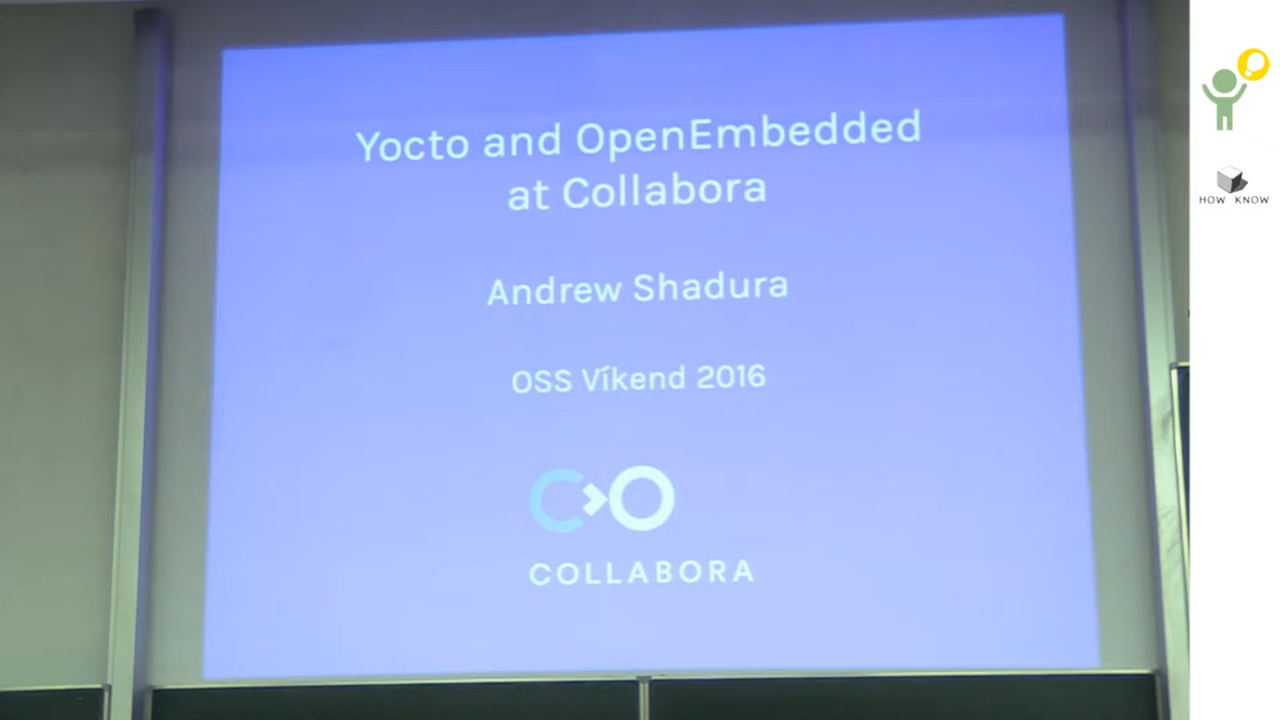 Yocto and OpenEmbedded
at Collabora
Andrew Shadura
OSS Víkend 2016
COLLABORA
HOW KNOW